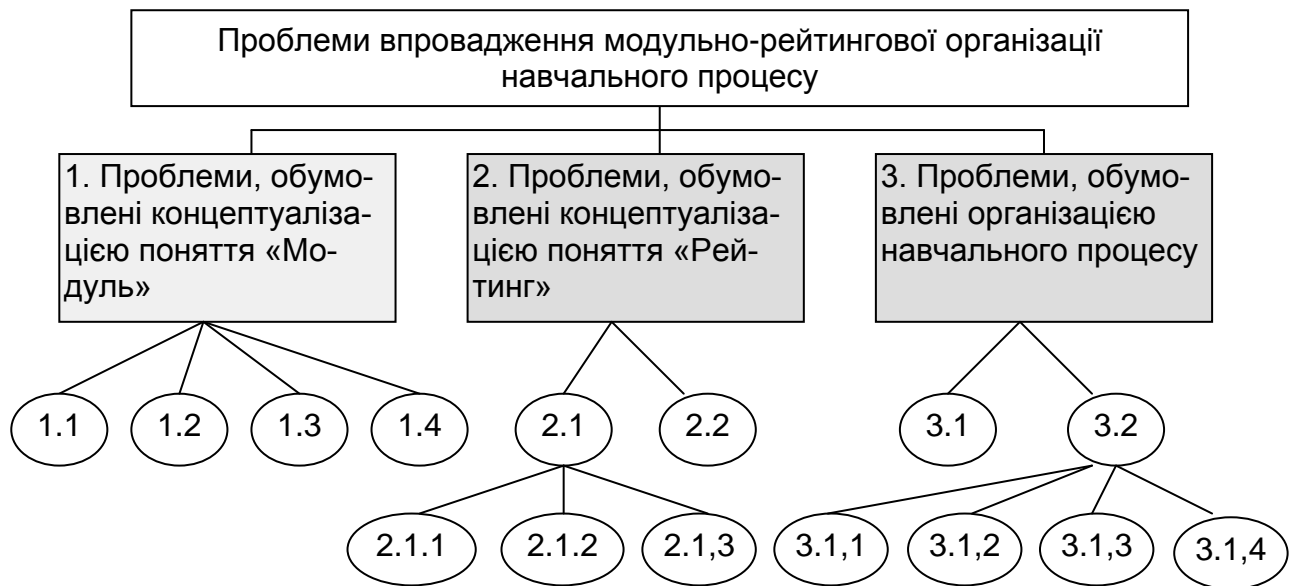 Проблеми впровадження модульно-рейтингової організації
навчального процесу
1. Проблеми, обумо-
влені концептуаліза-
цією поняття «Мо-
дуль»
2. Проблеми, обумо-
влені концептуаліза-
цією поняття «Рей-
тинг»
3. Проблеми, обумо-
влені організацією
навчального процесу
1.1 1.2 1.3 1.4 2.1 2.2 3.1 3.2
2.1.1 2.1.2 2.1,3 3.1,1 3.1,2 3.1,3 3.1,4